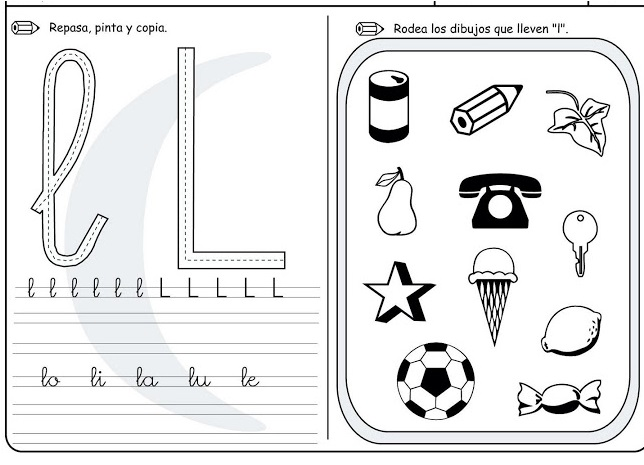 Repasa, pinta y copia.
l L
l l l l l l L L L L L
lo li la lu le
Rodea los dibujos que lleven "l".